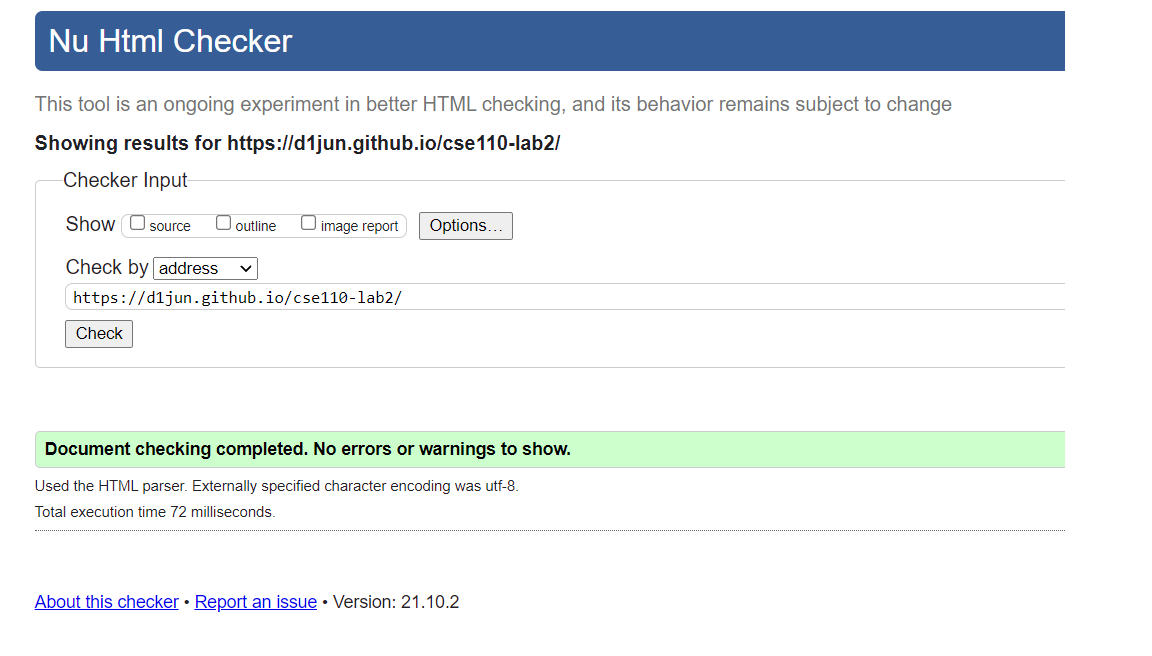 Nu Html Checker
This tool is an ongoing experiment in better HTML checking, and its behavior remains subject to change
Showing results for https://d1jun.github.io/cse110-lab2/
Checker Input
Show source outline image report Options…
Check by address
https://d1jun.github.io/cse110-lab2/
Check
Document checking completed. No errors or warnings to show.
Used the HTML parser. Externally specified character encoding was utf-8.
Total execution time 72 milliseconds.
About this checker • Report an issue • Version: 21.10.2